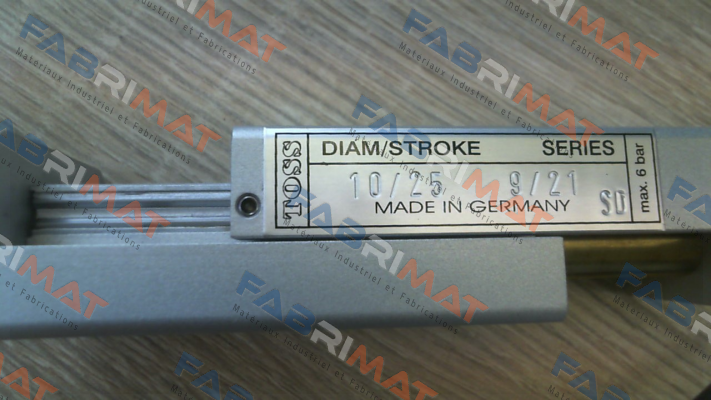 TOSS
DIAM/STROKE SERIES
10/25 9/21 SD
MADE IN GERMANY
max. 6 bar
FABRIMAT
Matériaux Industriel et Fabrications